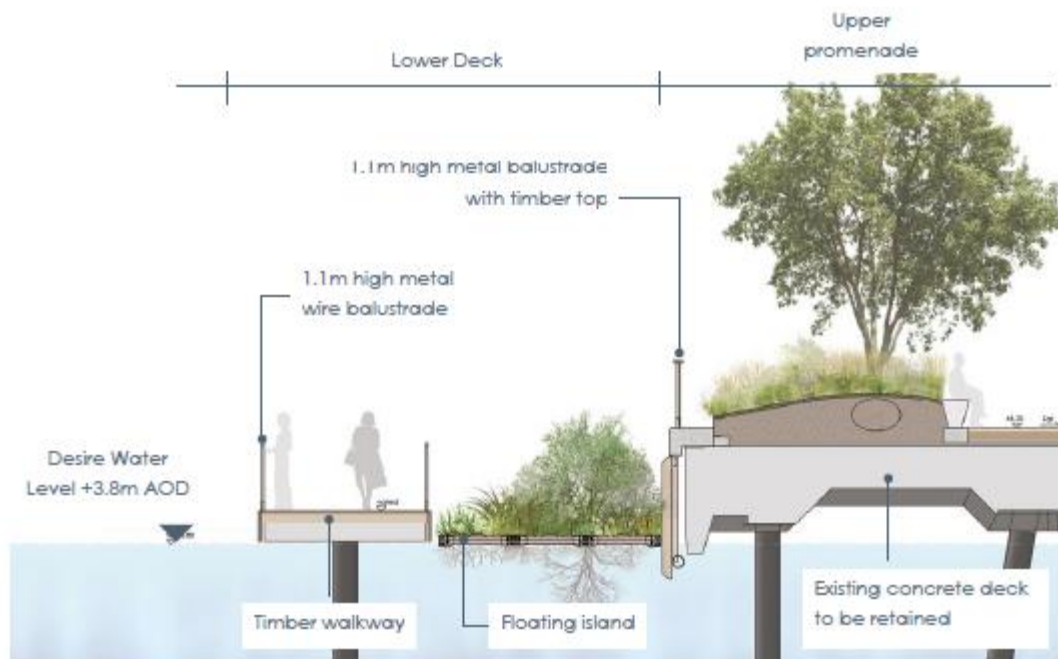 Upper
promenade
Lower Deck
1.1m high metal balustrade
with timber top
1.1m high metal
wire balustrade
Desire Water
Level +3.8m AOD
Timber walkway
Floating island
Existing concrete deck
to be retained